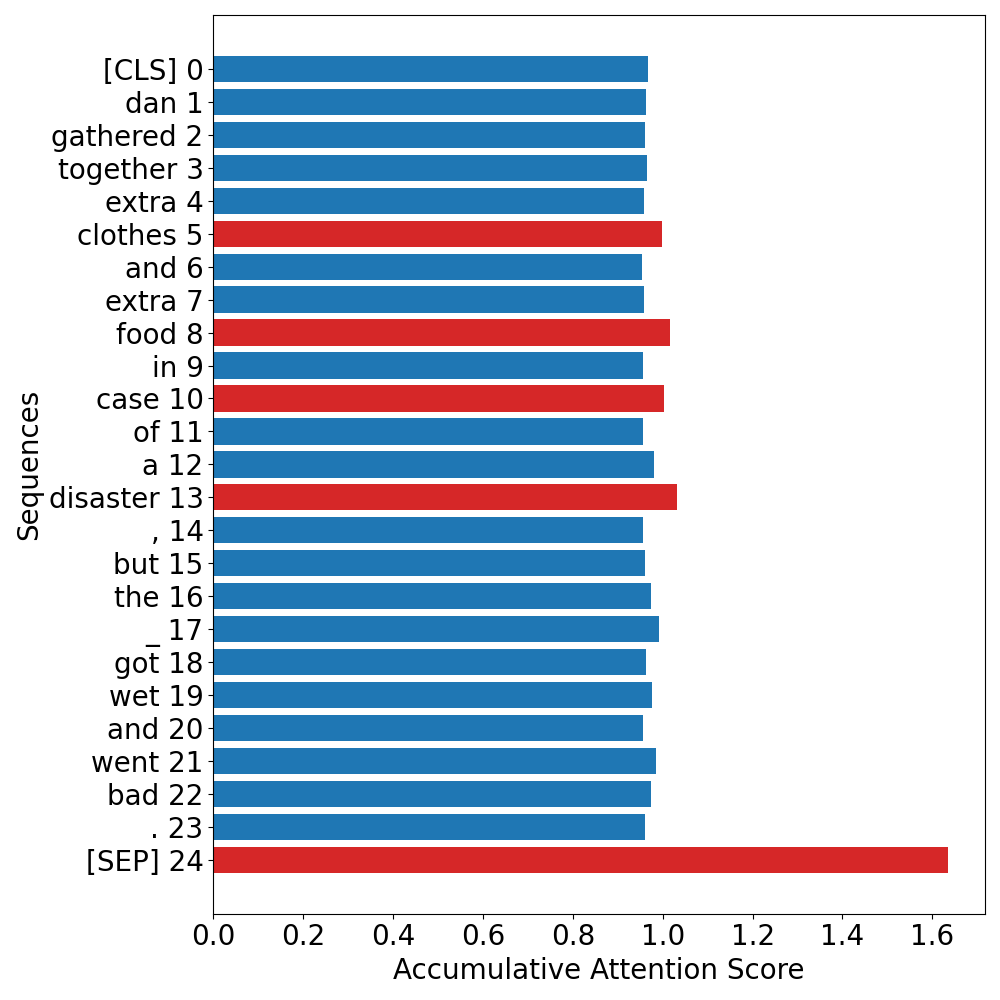 [CLS] 0
dan 1
gathered 2
together 3
extra 4
clothes 5
and 6
extra 7
food 8
in 9
case 10
of 11
a 12
disaster 13
, 14
but 15
the 16
_ 17
got 18
wet 19
and 20
went 21
bad 22
. 23
[SEP] 24
Sequences
0.0 0.2 0.4 0.6 0.8 1.0 1.2 1.4 1.6
Accumulative Attention Score